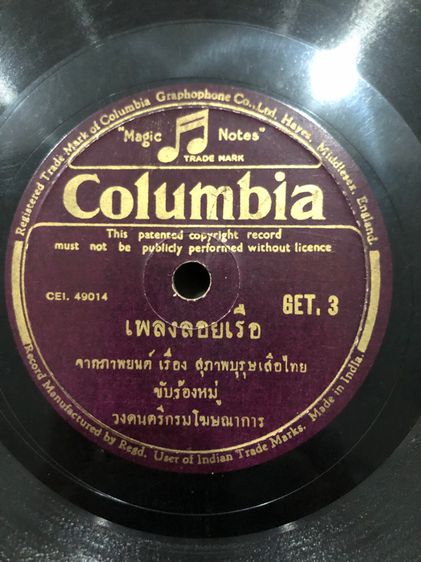 Registered Trade Mark of Columbia Graphophone Co., Ltd. Hayes, Middlesex, England.
"Magic Notes"
TRADE MARK
Columbia
This patented copyright record
must not be publicly performed without licence
CEI. 49014
GET. 3
เพลงลอยเรือ
จากภาพยนต์ เรื่อง สุภาพบุรุษเสือไทย
ขับร้องหมู่
วงดนตรีกรมโฆษณาการ
Record Manufactured by Regd. User of Indian Trade Marks. Made in India.